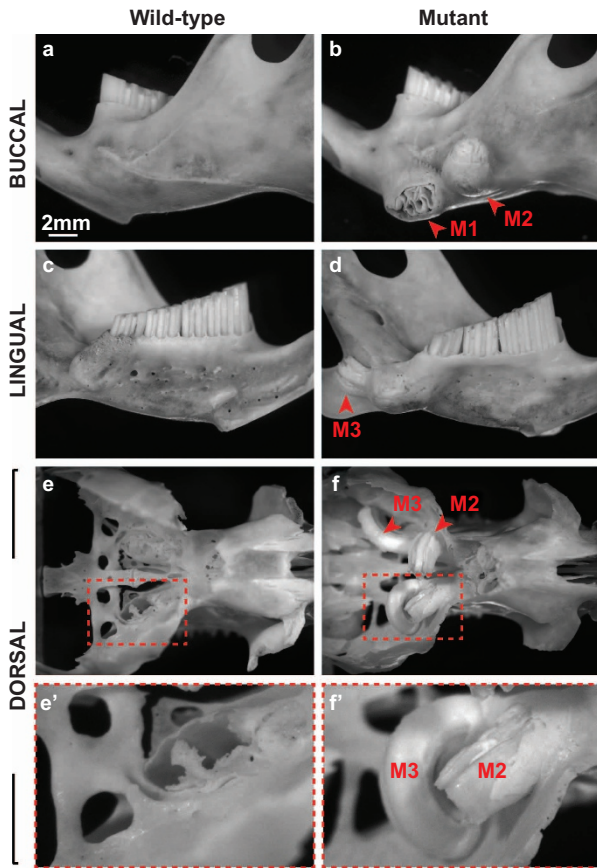 Wild-type
Mutant
BUCCAL
a
2mm
b
M1
M2
LINGUAL
c
d
M3
DORSAL
e
f
M3
M2
e’
f’
M3
M2